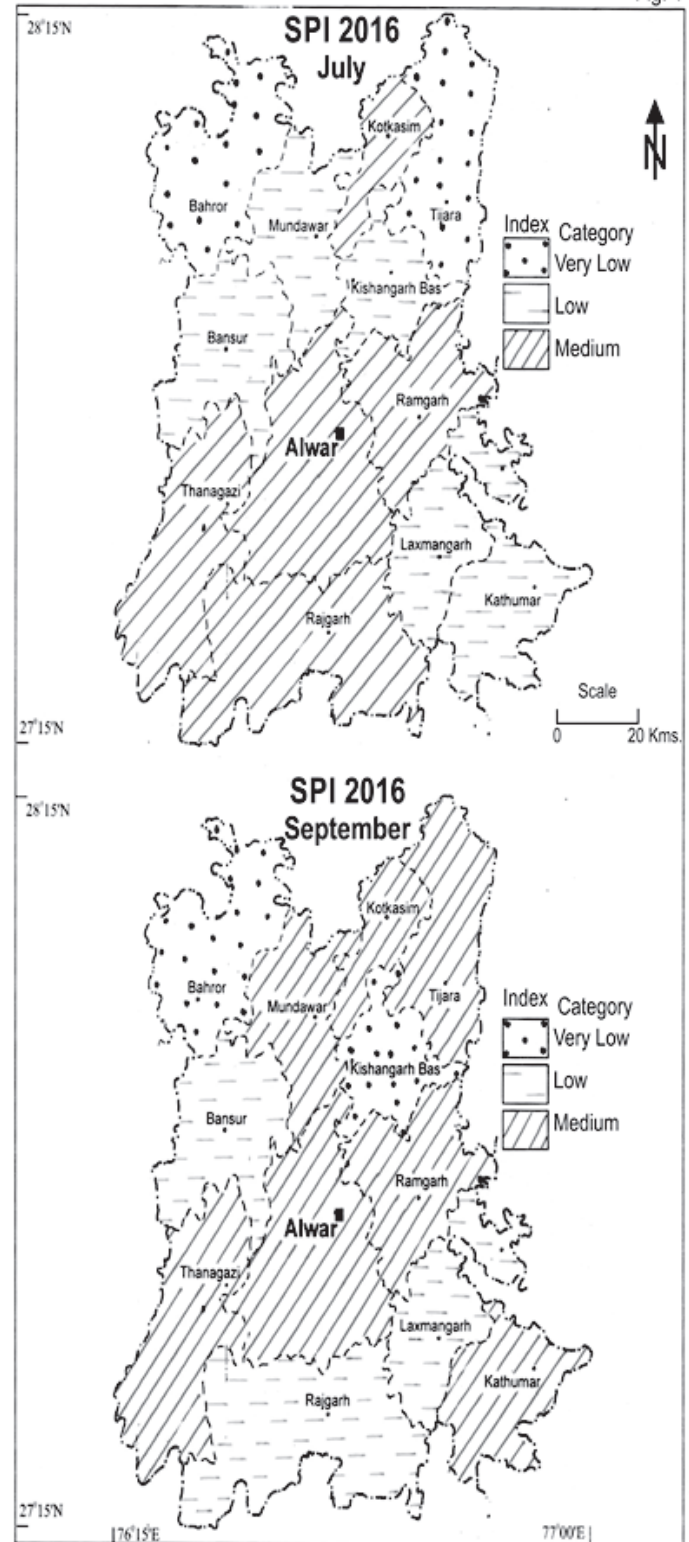 28°15'N
SPI 2016
July
Kotkasim
N
Bahror
Mundawar
Tijara
Index Category
Very Low
Kishangarh Bas
Low
Bansur
Medium
Ramgarh
Alwar
Thanagazi
Laxmangarh
Kathumar
Rajgarh
Scale
27°15'N
0 20 Kms.
28°15'N
SPI 2016
September
Kotkasim
Bahror
Mundawar
Tijara
Index Category
Very Low
Kishangarh Bas
Low
Bansur
Medium
Ramgarh
Alwar
Thanagazi
Laxmangarh
Kathumar
Rajgarh
27°15'N
76°15'E 77°00'E